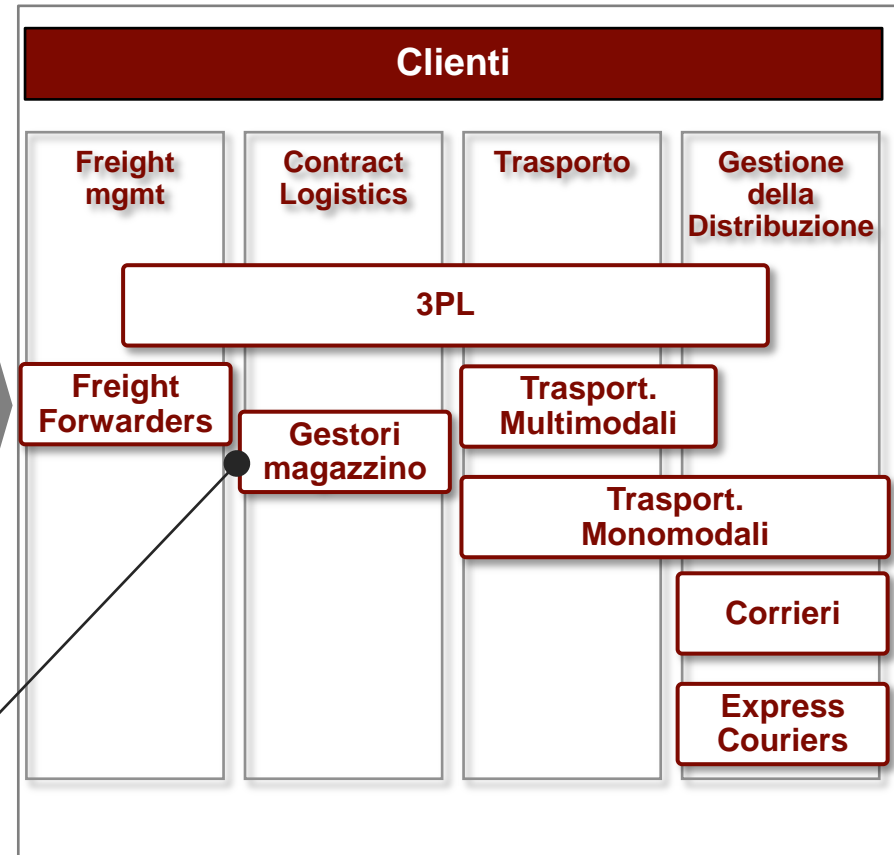 Clienti
Freight
mgmt
Contract
Logistics
Trasporto
Gestione
della
Distribuzione
3PL
Freight
Forwarders
Gestori
magazzino
Trasport.
Multimodali
Trasport.
Monomodali
Corrieri
Express
Couriers